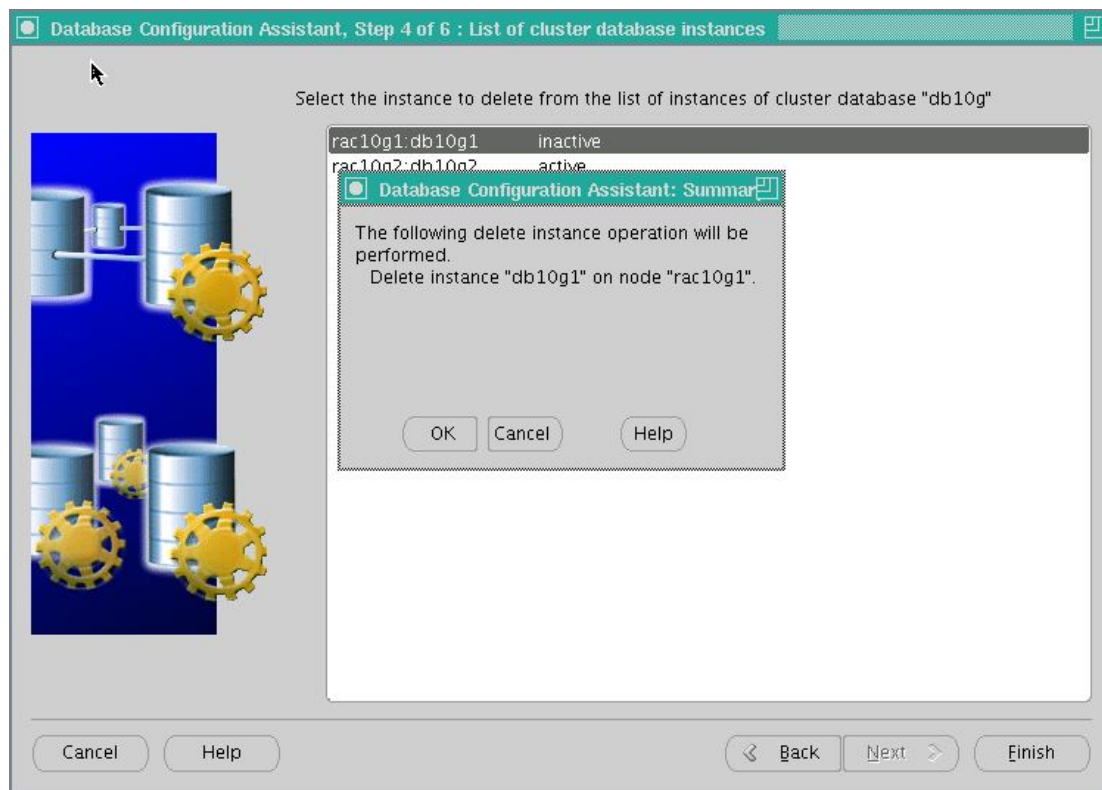 Database Configuration Assistant, Step 4 of 6 : List of cluster database instances
Select the instance to delete from the list of instances of cluster database "db10g"
rac10g1:db10g1 inactive
rac10g2:db10g2 active
Database Configuration Assistant: Summar
The following delete instance operation will be
performed.
Delete instance "db10g1" on node "rac10g1".
OK Cancel Help
Cancel Help Back Next Finish